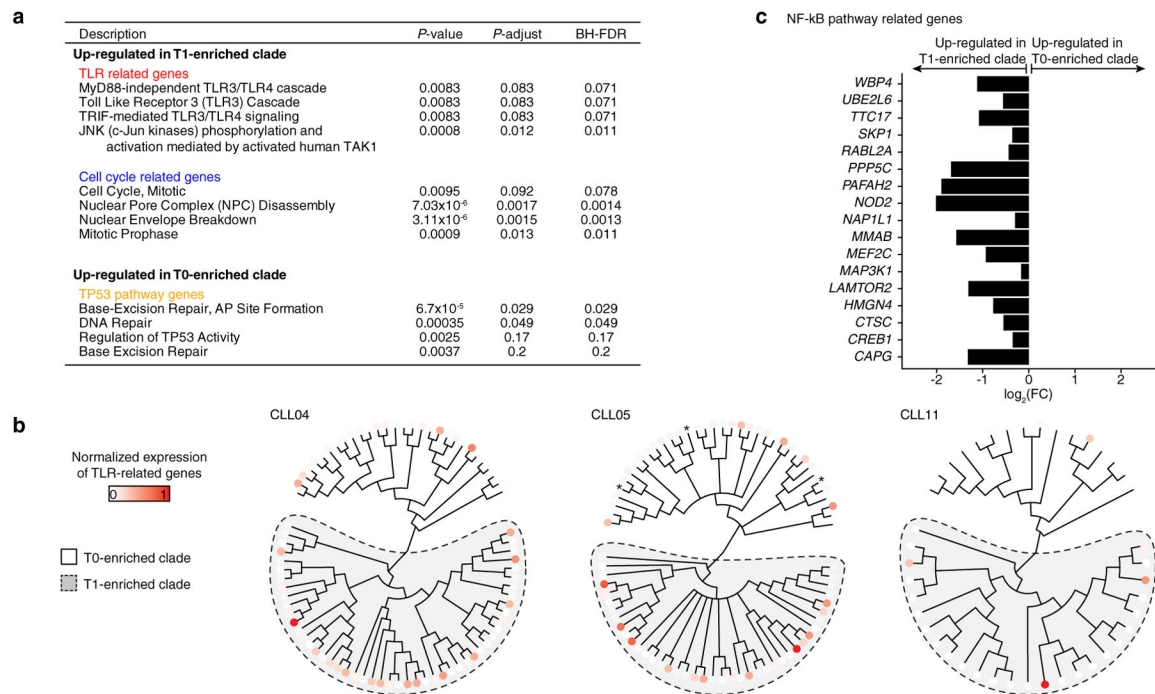 a
Description P-value P-adjust BH-FDR
Up-regulated in T1-enriched clade
TLR related genes
MyD88-independent TLR3/TLR4 cascade 0.0083 0.083 0.071
Toll Like Receptor 3 (TLR3) Cascade 0.0083 0.083 0.071
TRIF-mediated TLR3/TLR4 signaling 0.0083 0.083 0.071
JNK (c-Jun kinases) phosphorylation and 0.0008 0.012 0.011
activation mediated by activated human TAK1
Cell cycle related genes
Cell Cycle, Mitotic 0.0095 0.092 0.078
Nuclear Pore Complex (NPC) Disassembly 7.03x10⁻⁶ 0.0017 0.0014
Nuclear Envelope Breakdown 3.11x10⁻⁶ 0.0015 0.0013
Mitotic Prophase 0.0009 0.013 0.011
Up-regulated in T0-enriched clade
TP53 pathway genes
Base-Excision Repair, AP Site Formation 6.7x10⁻⁵ 0.029 0.029
DNA Repair 0.00035 0.049 0.049
Regulation of TP53 Activity 0.0025 0.17 0.17
Base Excision Repair 0.0037 0.2 0.2
c NF-kB pathway related genes
Up-regulated in Up-regulated in
T1-enriched clade T0-enriched clade
WBP4
UBE2L6
TTC17
SKP1
RABL2A
PPP5C
PAFAH2
NOD2
NAP1L1
MMAB
MEF2C
MAP3K1
LAMTOR2
HMGN4
CTSC
CREB1
CAPG
-2 -1 0 1 2
log₂(FC)
b
CLL04 CLL05 CLL11
Normalized expression
of TLR-related genes
0 1
T0-enriched clade
T1-enriched clade
*
*
*